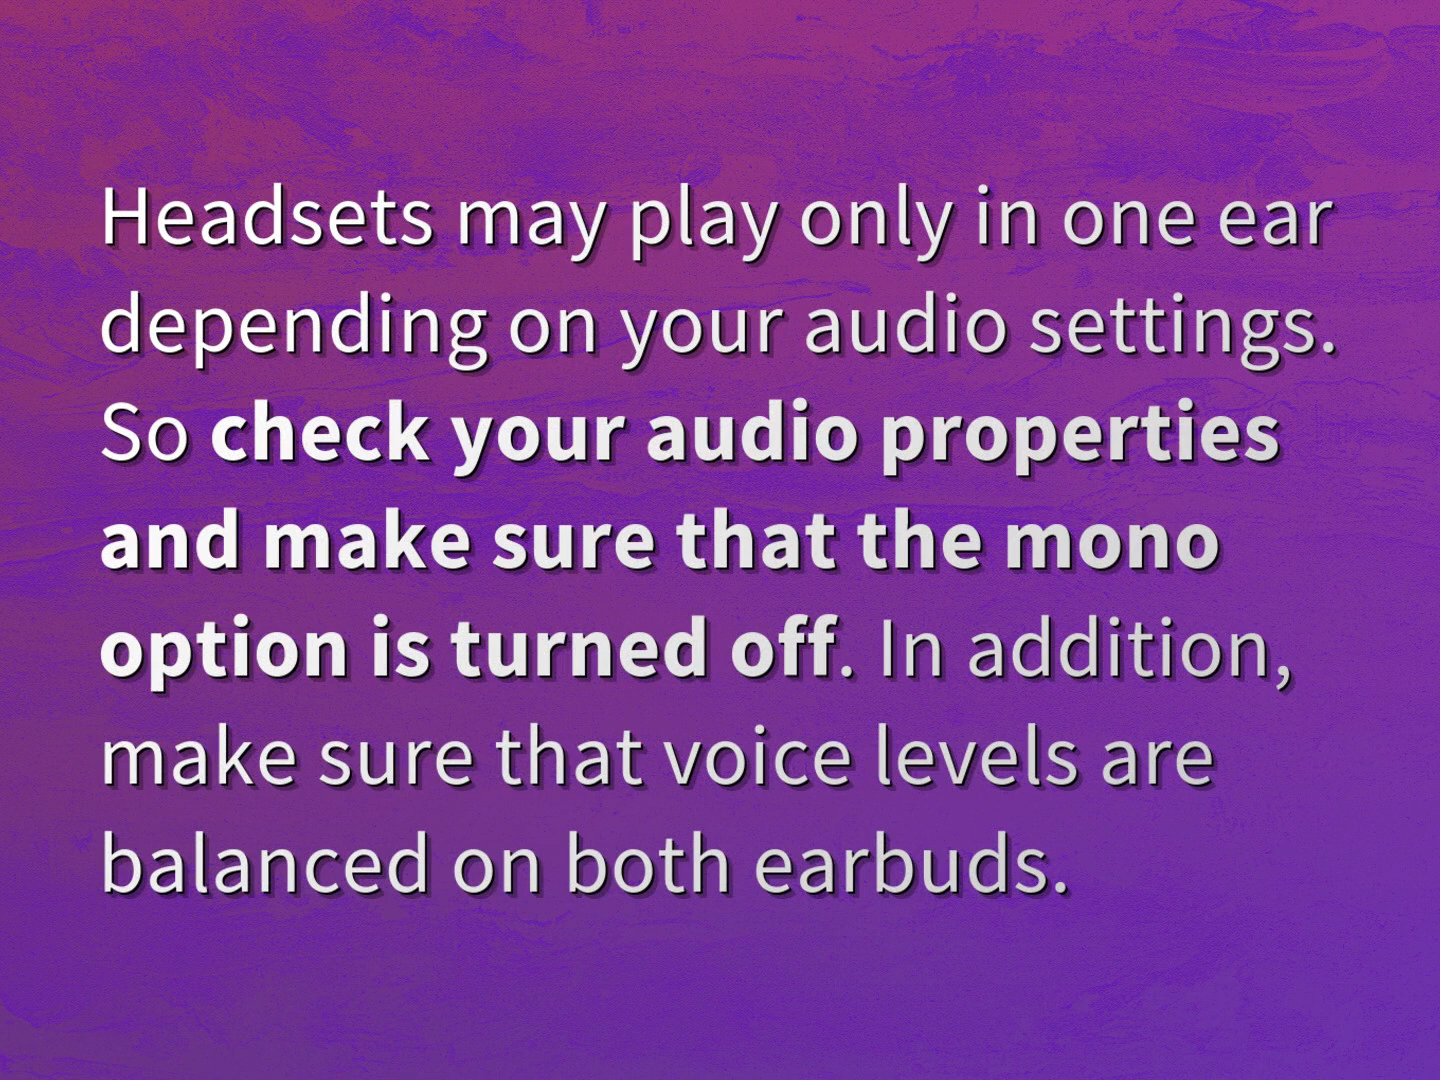 Headsets may play only in one ear
depending on your audio settings.
So check your audio properties
and make sure that the mono
option is turned off. In addition,
make sure that voice levels are
balanced on both earbuds.